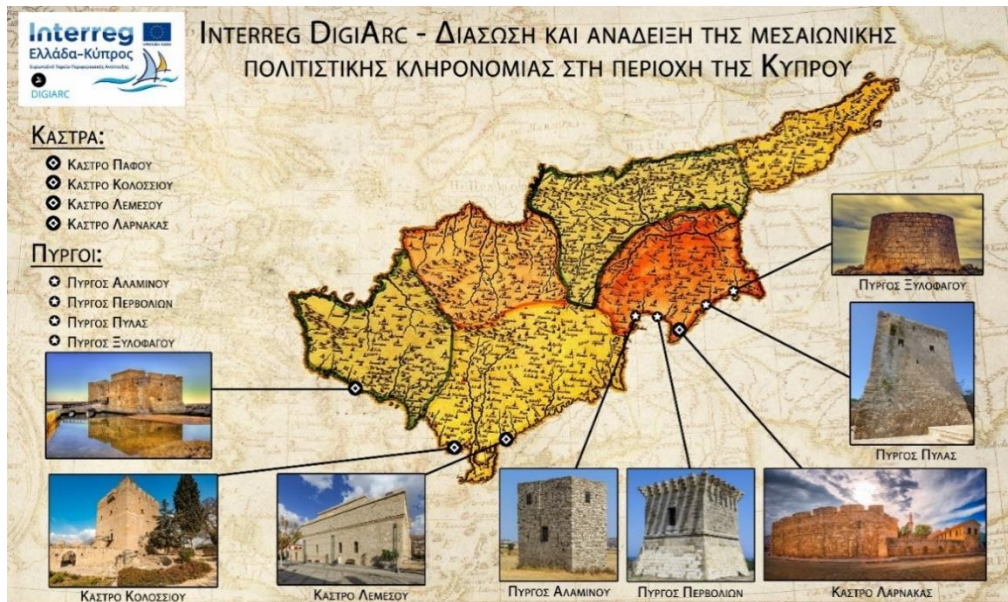 Interreg
Ελλάδα-Κύπρος
DIGIARC
INTERREG DIGIARC - ΔΙΑΣΩΣΗ ΚΑΙ ΑΝΑΔΕΙΞΗ ΤΗΣ ΜΕΣΑΙΩΝΙΚΗΣ
ΠΟΛΙΤΙΣΤΙΚΗΣ ΚΛΗΡΟΝΟΜΙΑΣ ΣΤΗ ΠΕΡΙΟΧΗ ΤΗΣ ΚΥΠΡΟΥ
ΚΑΣΤΡΑ:
ΚΑΣΤΡΟ ΠΑΦΟΥ
ΚΑΣΤΡΟ ΚΟΛΟΣΣΙΟΥ
ΚΑΣΤΡΟ ΛΕΜΕΣΟΥ
ΚΑΣΤΡΟ ΛΑΡΝΑΚΑΣ
ΠΥΡΓΟΙ:
ΠΥΡΓΟΣ ΑΛΑΜΙΝΟΥ
ΠΥΡΓΟΣ ΠΕΡΒΟΛΙΩΝ
ΠΥΡΓΟΣ ΠΥΛΑΣ
ΠΥΡΓΟΣ ΞΥΛΟΦΑΓΟΥ
ΠΥΡΓΟΣ ΞΥΛΟΦΑΓΟΥ
ΠΥΡΓΟΣ ΠΥΛΑΣ
ΚΑΣΤΡΟ ΚΟΛΟΣΣΙΟΥ
ΚΑΣΤΡΟ ΛΕΜΕΣΟΥ
ΠΥΡΓΟΣ ΑΛΑΜΙΝΟΥ
ΠΥΡΓΟΣ ΠΕΡΒΟΛΙΩΝ
ΚΑΣΤΡΟ ΛΑΡΝΑΚΑΣ